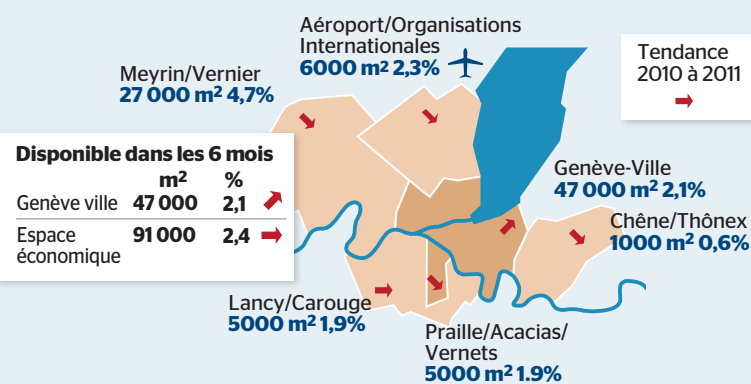 Aéroport/Organisations
Internationales
6000 m² 2,3%
Meyrin/Vernier
27 000 m² 4,7%
Tendance
2010 à 2011
Disponible dans les 6 mois
m² %
Genève ville 47 000 2,1
Espace économique 91 000 2,4
Genève-Ville
47 000 m² 2,1%
Chêne/Thônex
1000 m² 0,6%
Lancy/Carouge
5000 m² 1,9%
Praille/Acacias/
Vernets
5000 m² 1.9%